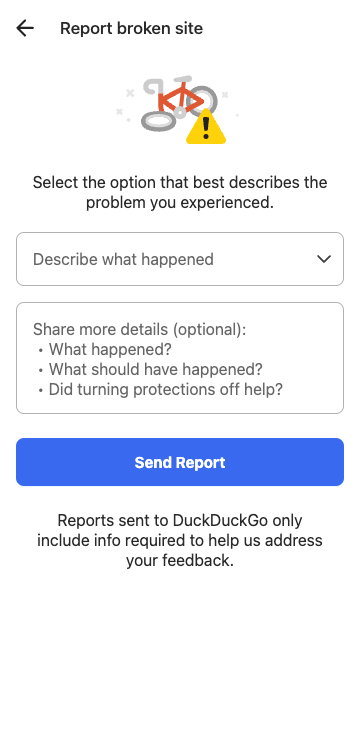 Report broken site
Select the option that best describes the
problem you experienced.
Describe what happened
Share more details (optional):
• What happened?
• What should have happened?
• Did turning protections off help?
Send Report
Reports sent to DuckDuckGo only
include info required to help us address
your feedback.